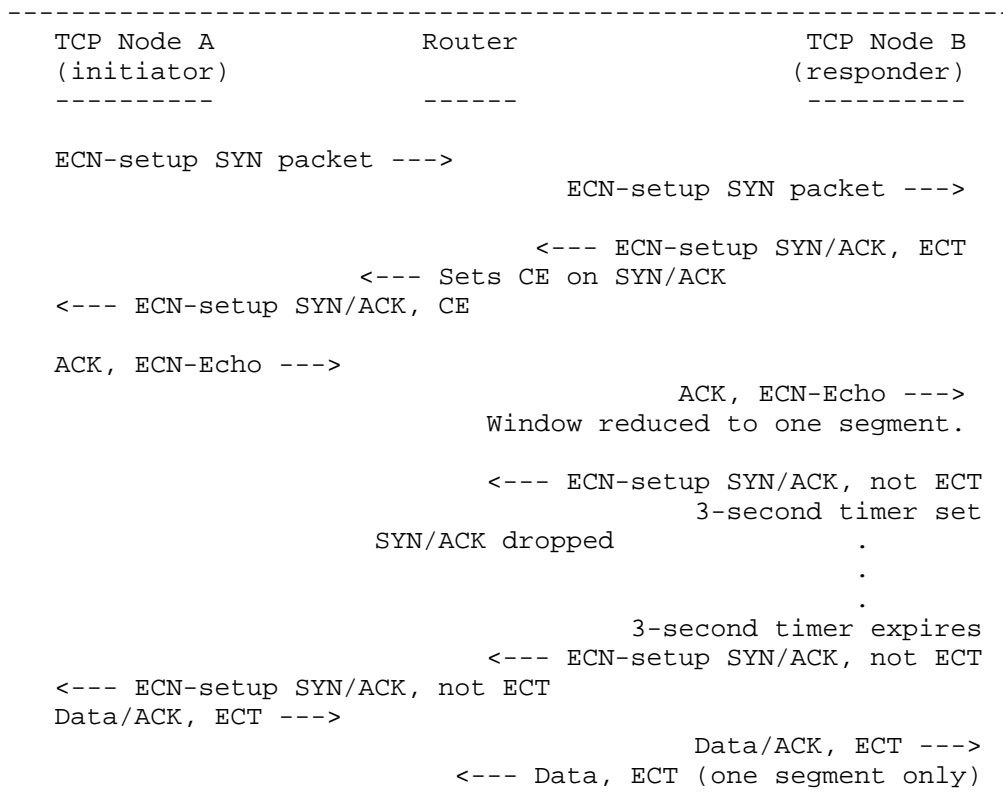 ---------------------------------------------------------------
TCP Node A             Router                  TCP Node B
(initiator)                                   (responder)
----------             ------                  ----------
ECN-setup SYN packet --->
                                ECN-setup SYN packet --->
                              <--- ECN-setup SYN/ACK, ECT
                   <--- Sets CE on SYN/ACK
<--- ECN-setup SYN/ACK, CE
ACK, ECN-Echo --->
                                       ACK, ECN-Echo --->
                           Window reduced to one segment.
                           <--- ECN-setup SYN/ACK, not ECT
                                        3-second timer set
                    SYN/ACK dropped               .
                                                  .
                                                  .
                                    3-second timer expires
                           <--- ECN-setup SYN/ACK, not ECT
<--- ECN-setup SYN/ACK, not ECT
Data/ACK, ECT --->
                                        Data/ACK, ECT --->
                         <--- Data, ECT (one segment only)